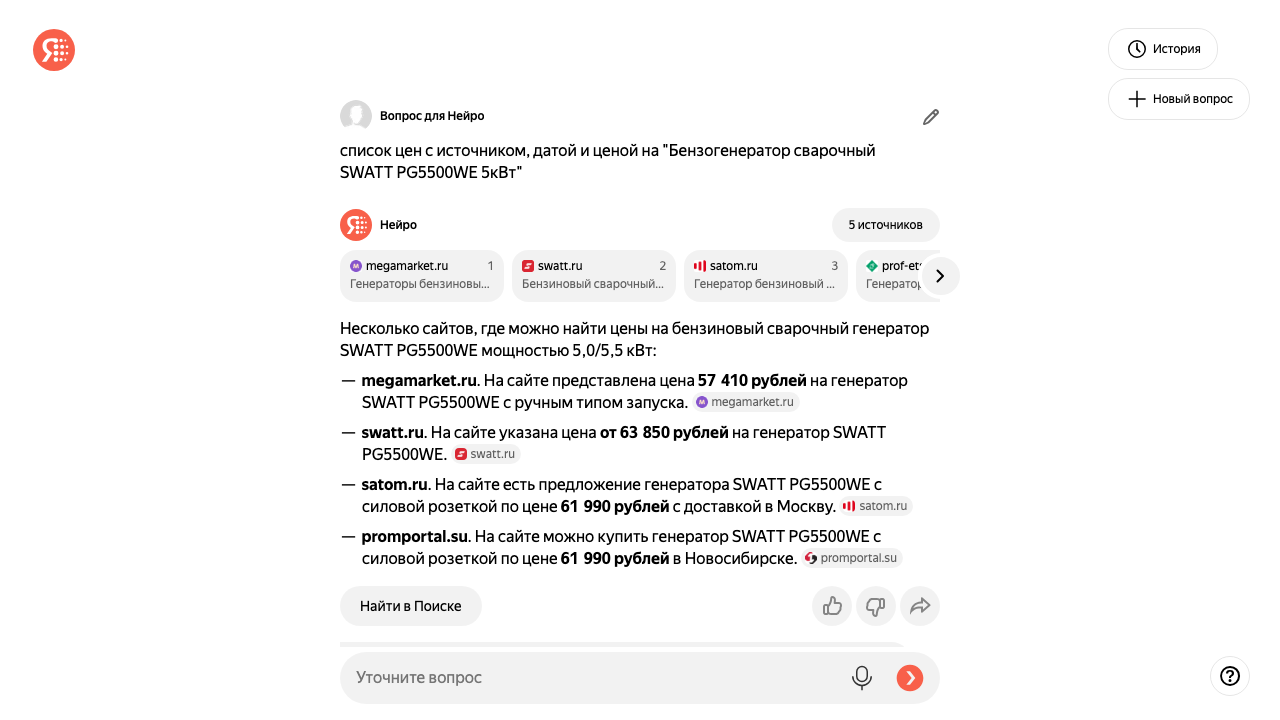 История
Новый вопрос
Вопрос для Нейро
список цен с источником, датой и ценой на "Бензогенератор сварочный
SWATT PG5500WE 5кВт"
Нейро
5 источников
megamarket.ru 1
Генераторы бензиновы...
swatt.ru 2
Бензиновый сварочный...
satom.ru 3
Генератор бензиновый ...
Несколько сайтов, где можно найти цены на бензиновый сварочный генератор
SWATT PG5500WE мощностью 5,0/5,5 кВт:
— megamarket.ru. На сайте представлена цена 57 410 рублей на генератор
SWATT PG5500WE с ручным типом запуска. megamarket.ru
— swatt.ru. На сайте указана цена от 63 850 рублей на генератор SWATT
PG5500WE. swatt.ru
— satom.ru. На сайте есть предложение генератора SWATT PG5500WE с
силовой розеткой по цене 61 990 рублей с доставкой в Москву. satom.ru
— promportal.su. На сайте можно купить генератор SWATT PG5500WE с
силовой розеткой по цене 61 990 рублей в Новосибирске. promportal.su
Найти в Поиске
Уточните вопрос